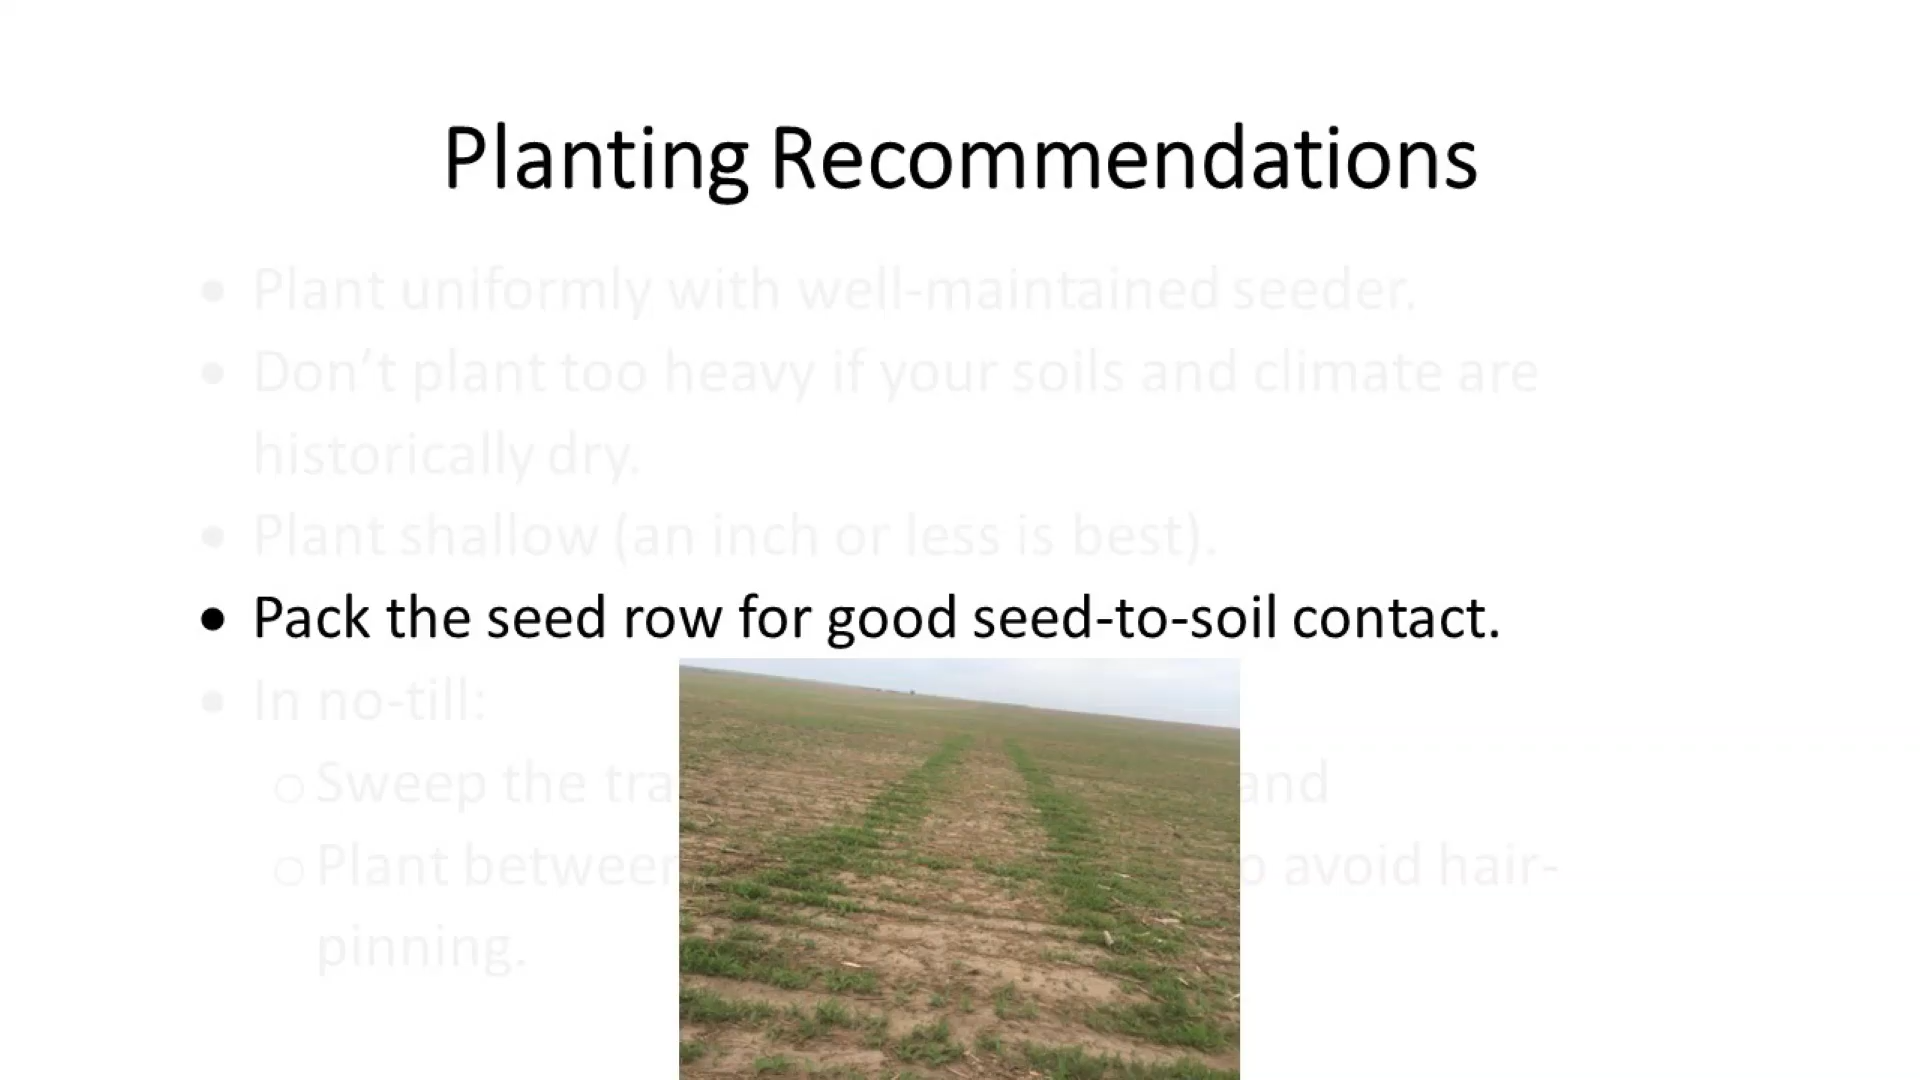 Planting Recommendations
• Plant uniformly with well-maintained seeder.
• Don’t plant too heavy if your soils and climate are
historically dry.
• Plant shallow (an inch or less is best).
• Pack the seed row for good seed-to-soil contact.
• In no-till:
o Sweep the and
o Plant between avoid hair-
pinning.